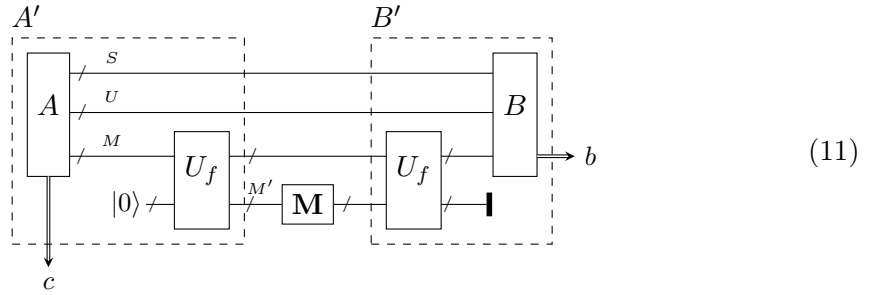 A′ B′
S
A U B
M
U_f U_f b (11)
|0⟩ M′ M
c